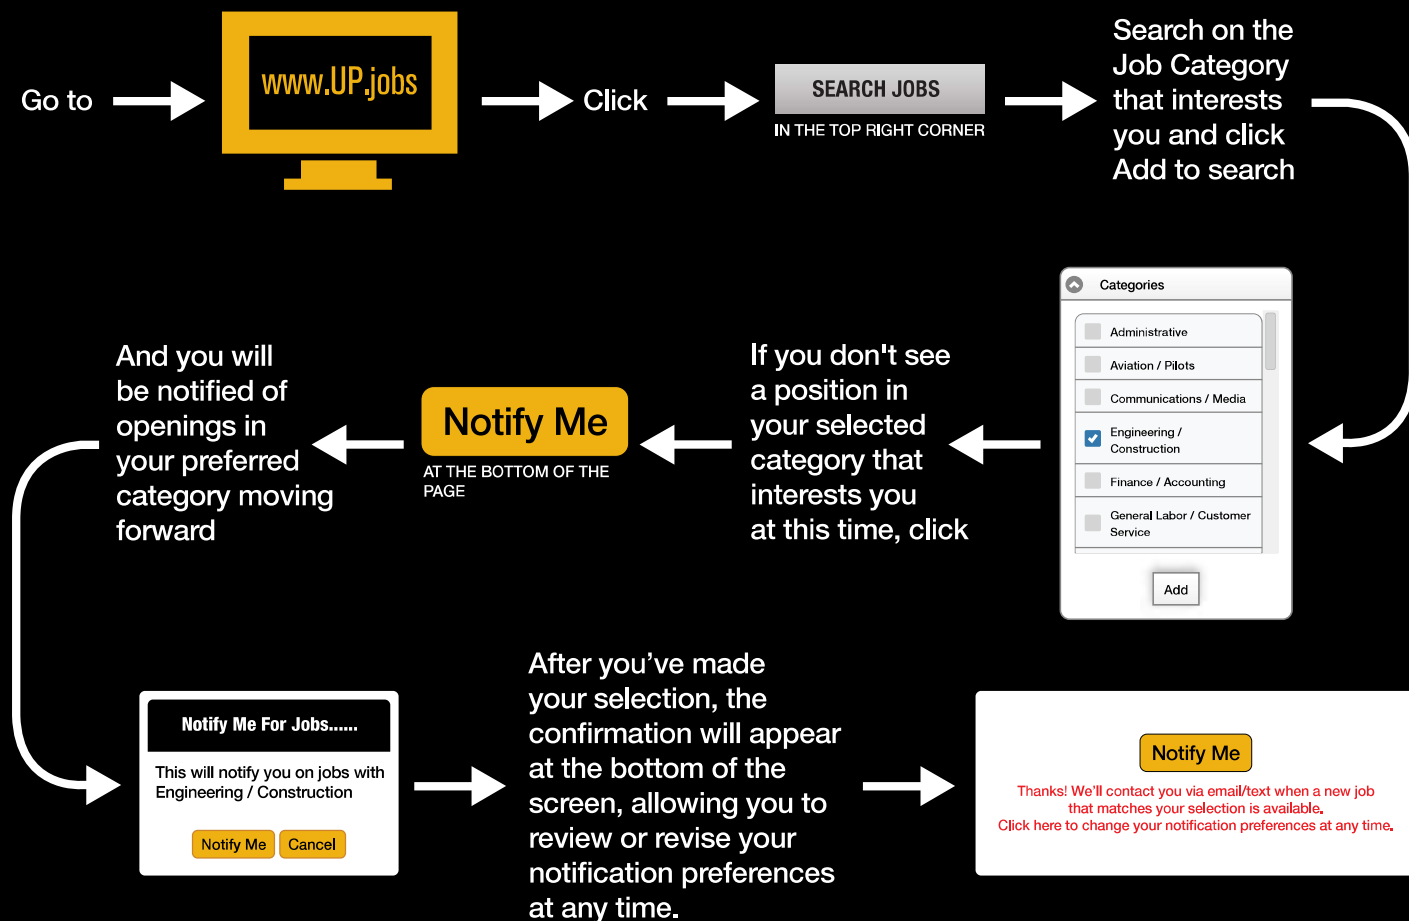 Go to
www.UP.jobs
Click
SEARCH JOBS
IN THE TOP RIGHT CORNER
Search on the
Job Category
that interests
you and click
Add to search
Categories
Administrative
Aviation / Pilots
Communications / Media
Engineering /
Construction
Finance / Accounting
General Labor / Customer
Service
Add
If you don't see
a position in
your selected
category that
interests you
at this time, click
Notify Me
AT THE BOTTOM OF THE
PAGE
And you will
be notified of
openings in
your preferred
category moving
forward
Notify Me For Jobs......
This will notify you on jobs with
Engineering / Construction
Notify Me
Cancel
After you’ve made
your selection, the
confirmation will appear
at the bottom of the
screen, allowing you to
review or revise your
notification preferences
at any time.
Notify Me
Thanks! We’ll contact you via email/text when a new job
that matches your selection is available.
Click here to change your notification preferences at any time.